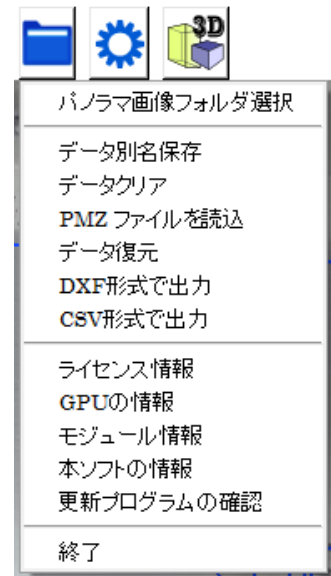 3D
パノラマ画像フォルダ選択
データ別名保存
データクリア
PMZ ファイルを読込
データ復元
DXF形式で出力
CSV形式で出力
ライセンス情報
GPUの情報
モジュール情報
本ソフトの情報
更新プログラムの確認
終了